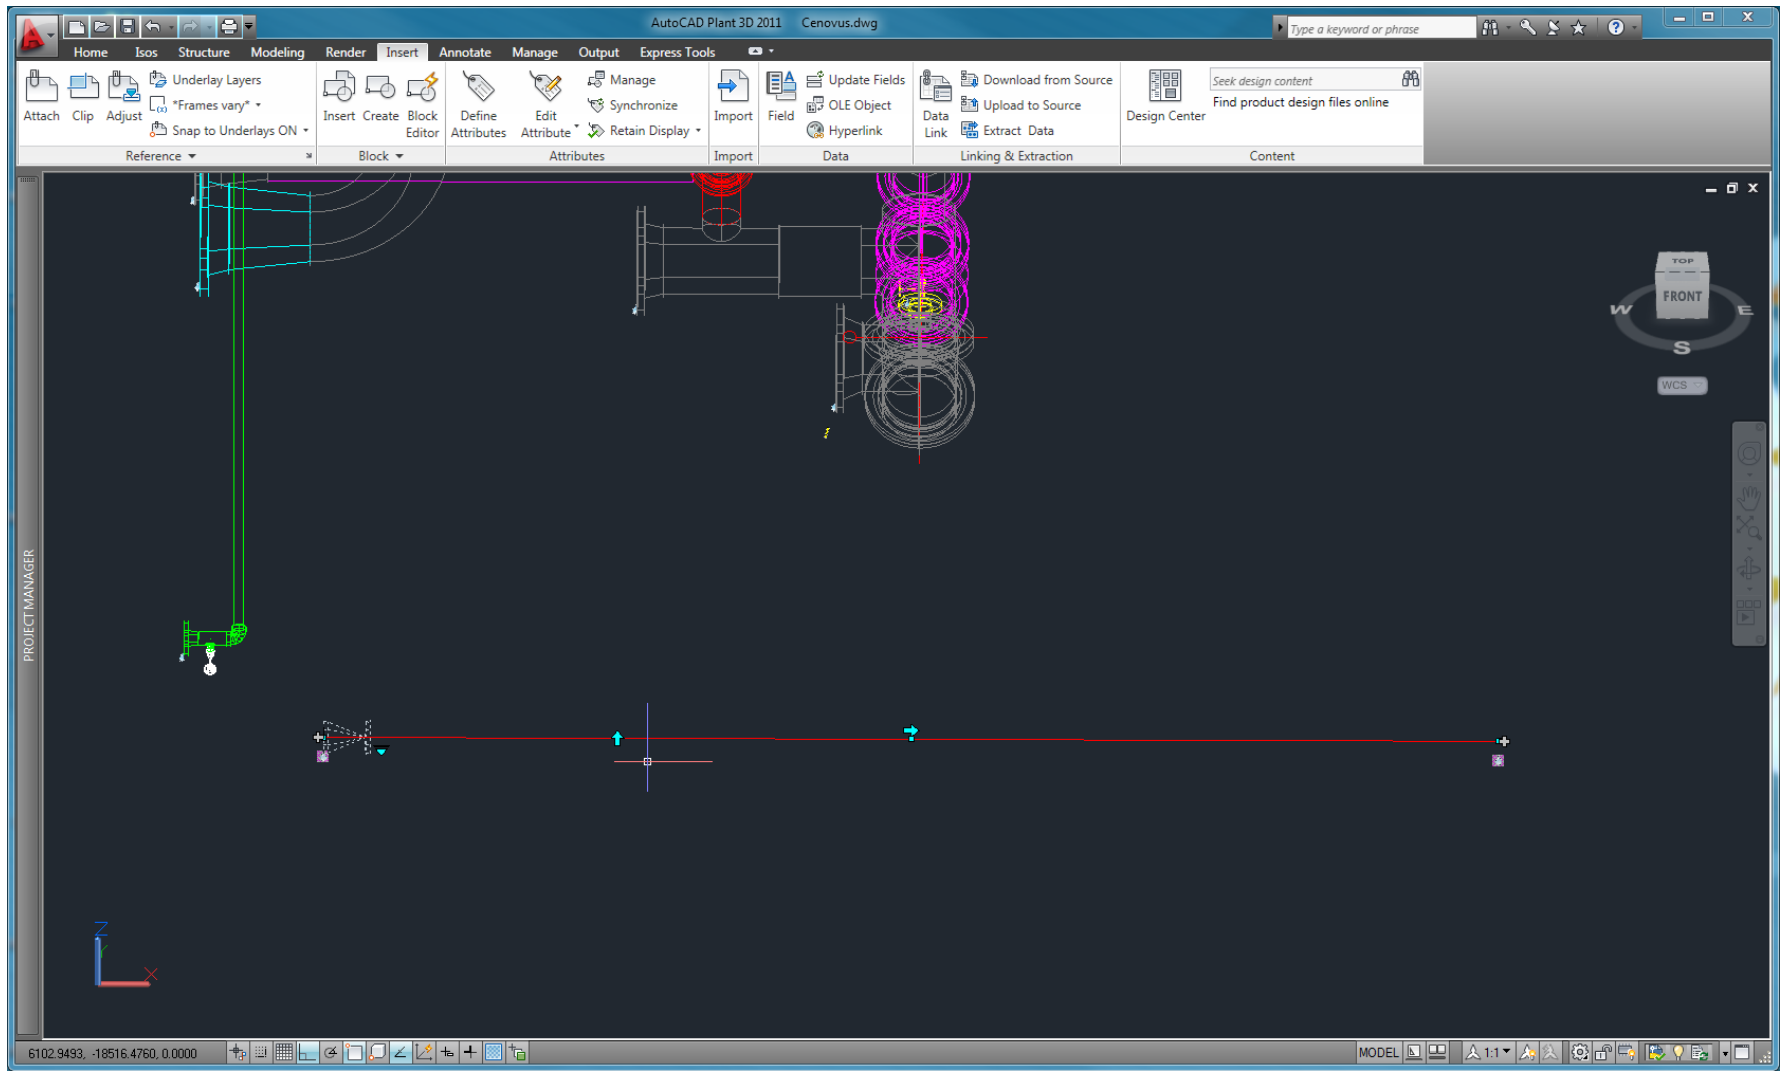 AutoCAD Plant 3D 2011 Cenovus.dwg
Type a keyword or phrase
Home Isos Structure Modeling Render Insert Annotate Manage Output Express Tools
Attach Clip Adjust
Underlay Layers
*Frames vary*
Snap to Underlays ON
Reference
Insert Create Block Editor
Block
Define Attributes
Edit Attribute
Manage
Synchronize
Retain Display
Attributes
Import
Import
Field
Update Fields
OLE Object
Hyperlink
Data
Data Link
Download from Source
Upload to Source
Extract Data
Linking & Extraction
Design Center
Seek design content
Find product design files online
Content
PROJECT MANAGER
TOP
FRONT
W
E
S
WCS
Z
Y
X
6102.9493, -18516.4760, 0.0000
MODEL
1:1